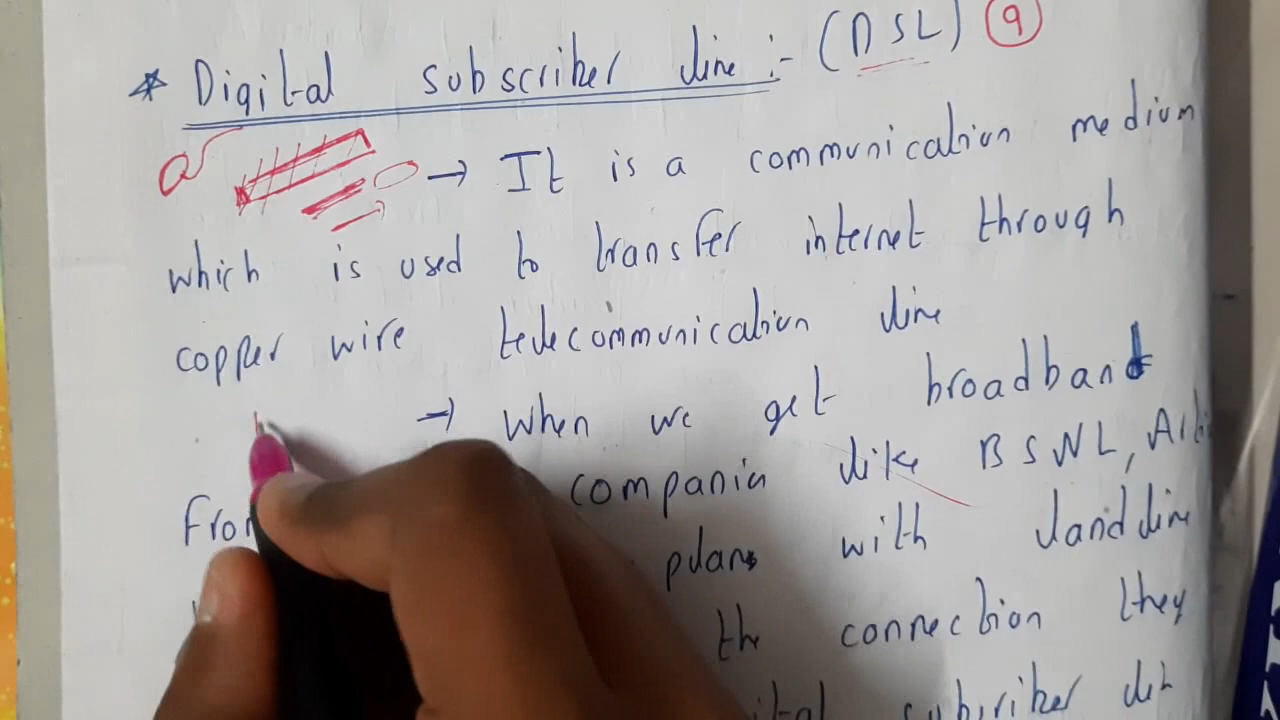 * Digital subscriber line :- (DSL) 9
→ It is a communication medium
which is used to transfer internet through
copper wire telecommunication line
→ when we get broadband
From companies like BSNL,
plans with landline
the connection they
subsriber